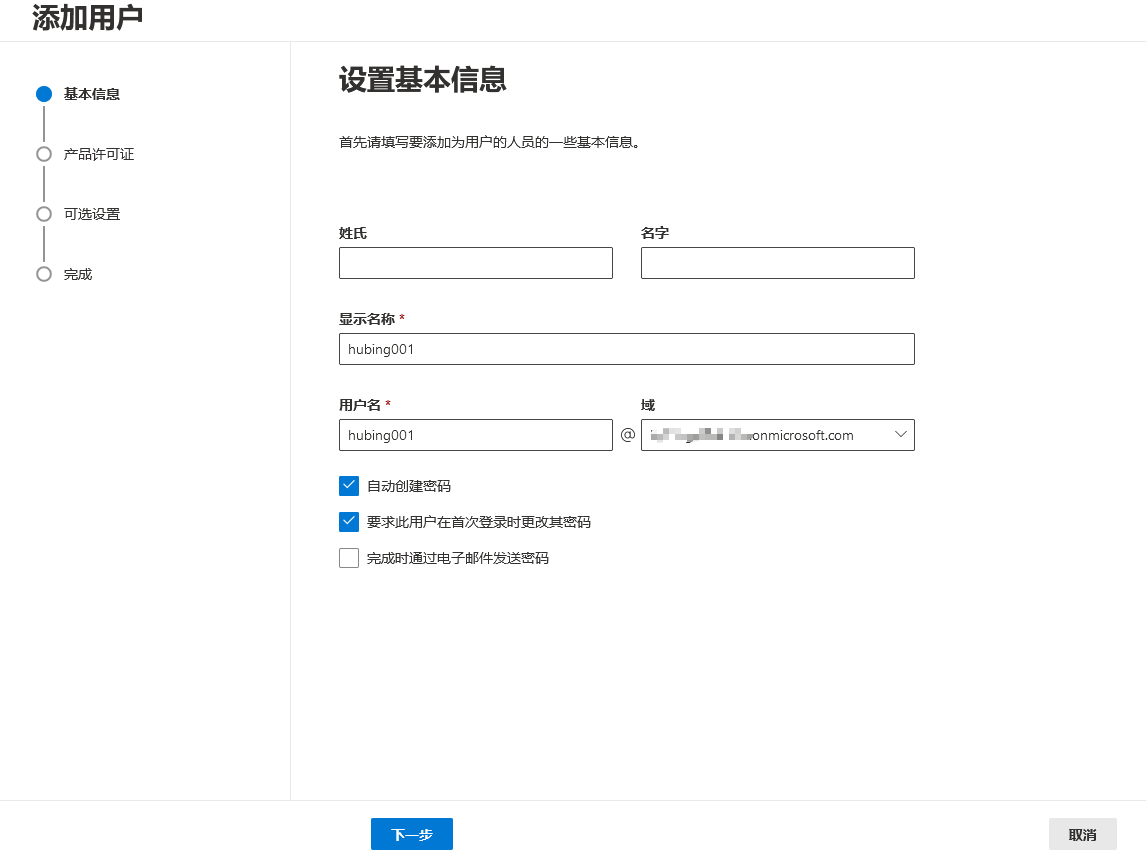 添加用户
基本信息
产品许可证
可选设置
完成
设置基本信息
首先请填写要添加为用户的人员的一些基本信息。
姓氏
名字
显示名称 *
hubing001
用户名 *
域
hubing001 @ onmicrosoft.com
自动创建密码
要求此用户在首次登录时更改其密码
完成时通过电子邮件发送密码
下一步
取消